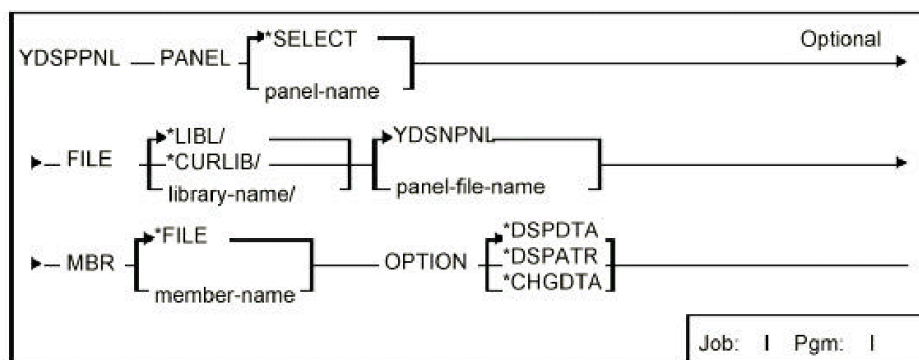 *SELECT
Optional
YDSPPNL PANEL
panel-name
*LIBL/
YDSNPNL
FILE
*CURLIB/
library-name/
panel-file-name
*FILE
*DSPDTA
MBR
OPTION
*DSPATR
member-name
*CHGDTA
Job: I Pgm: I